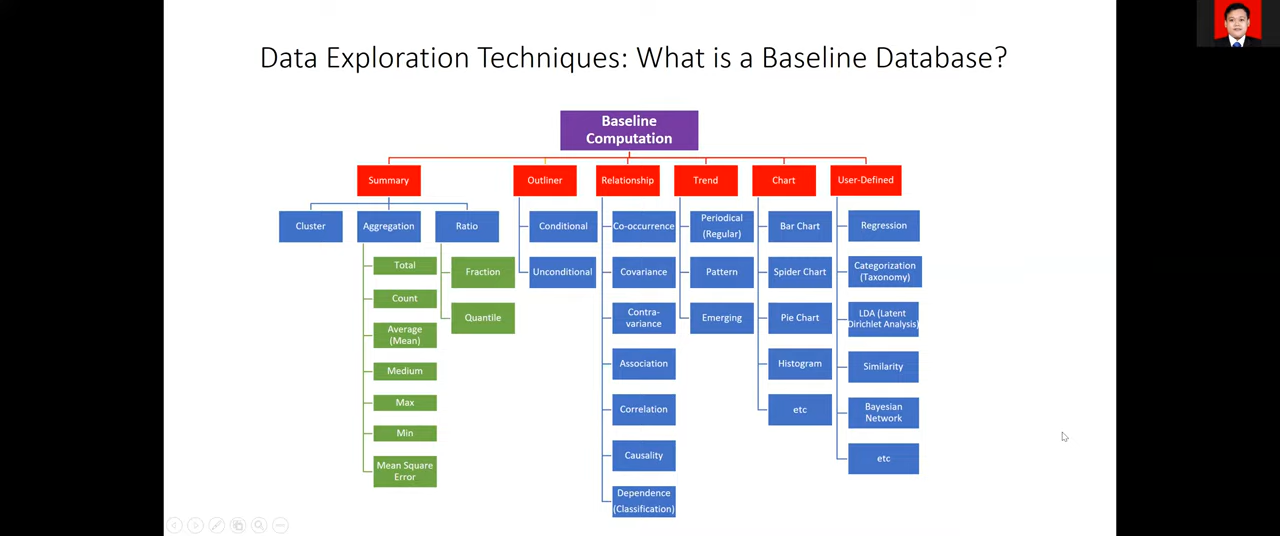 Data Exploration Techniques: What is a Baseline Database?
Baseline
Computation
Summary
Outliner
Relationship
Trend
Chart
User-Defined
Cluster
Aggregation
Ratio
Total
Count
Average
(Mean)
Medium
Max
Min
Mean Square
Error
Fraction
Quantile
Conditional
Unconditional
Co-occurrence
Covariance
Contra-
variance
Association
Correlation
Causality
Dependence
(Classification)
Periodical
(Regular)
Pattern
Emerging
Bar Chart
Spider Chart
Pie Chart
Histogram
etc
Regression
Categorization
(Taxonomy)
LDA (Latent
Dirichlet Analysis)
Similarity
Bayesian
Network
etc